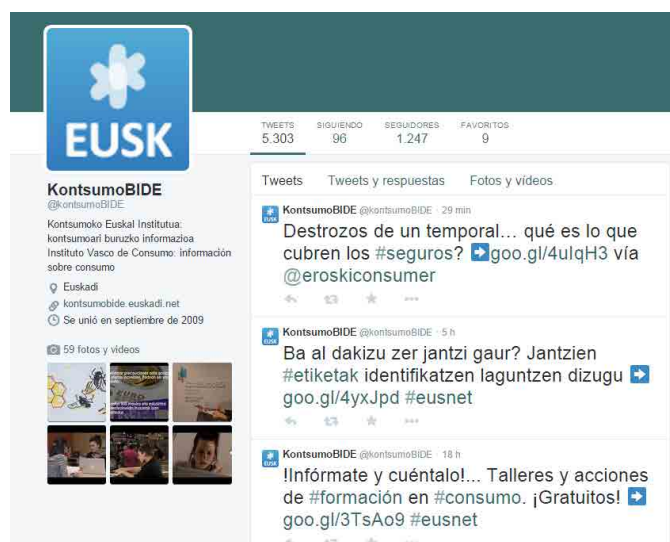 EUSK
TWEETS SIGUIENDO SEGUIDORES FAVORITOS
5.303 96 1.247 9
KontsumoBIDE
@kontsumoBIDE
Kontsumoko Euskal Institutua:
kontsumoari buruzko informazioa
Instituto Vasco de Consumo: información
sobre consumo
Euskadi
kontsumobide.euskadi.net
Se unió en septiembre de 2009
59 fotos y videos
Tweets Tweets y respuestas Fotos y vídeos
KontsumoBIDE @kontsumoBIDE · 29 min
Destrozos de un temporal... qué es lo que
cubren los #seguros? ➡goo.gl/4uIqH3 vía
@eroskiconsumer
KontsumoBIDE @kontsumoBIDE · 5 h
Ba al dakizu zer jantzi gaur? Jantzien
#etiketak identifikatzen laguntzen dizugu ➡
goo.gl/4yxJpd #eusnet
KontsumoBIDE @kontsumoBIDE · 18 h
!Infórmate y cuéntalo!... Talleres y acciones
de #formación en #consumo. ¡Gratuitos! ➡
goo.gl/3TsAo9 #eusnet